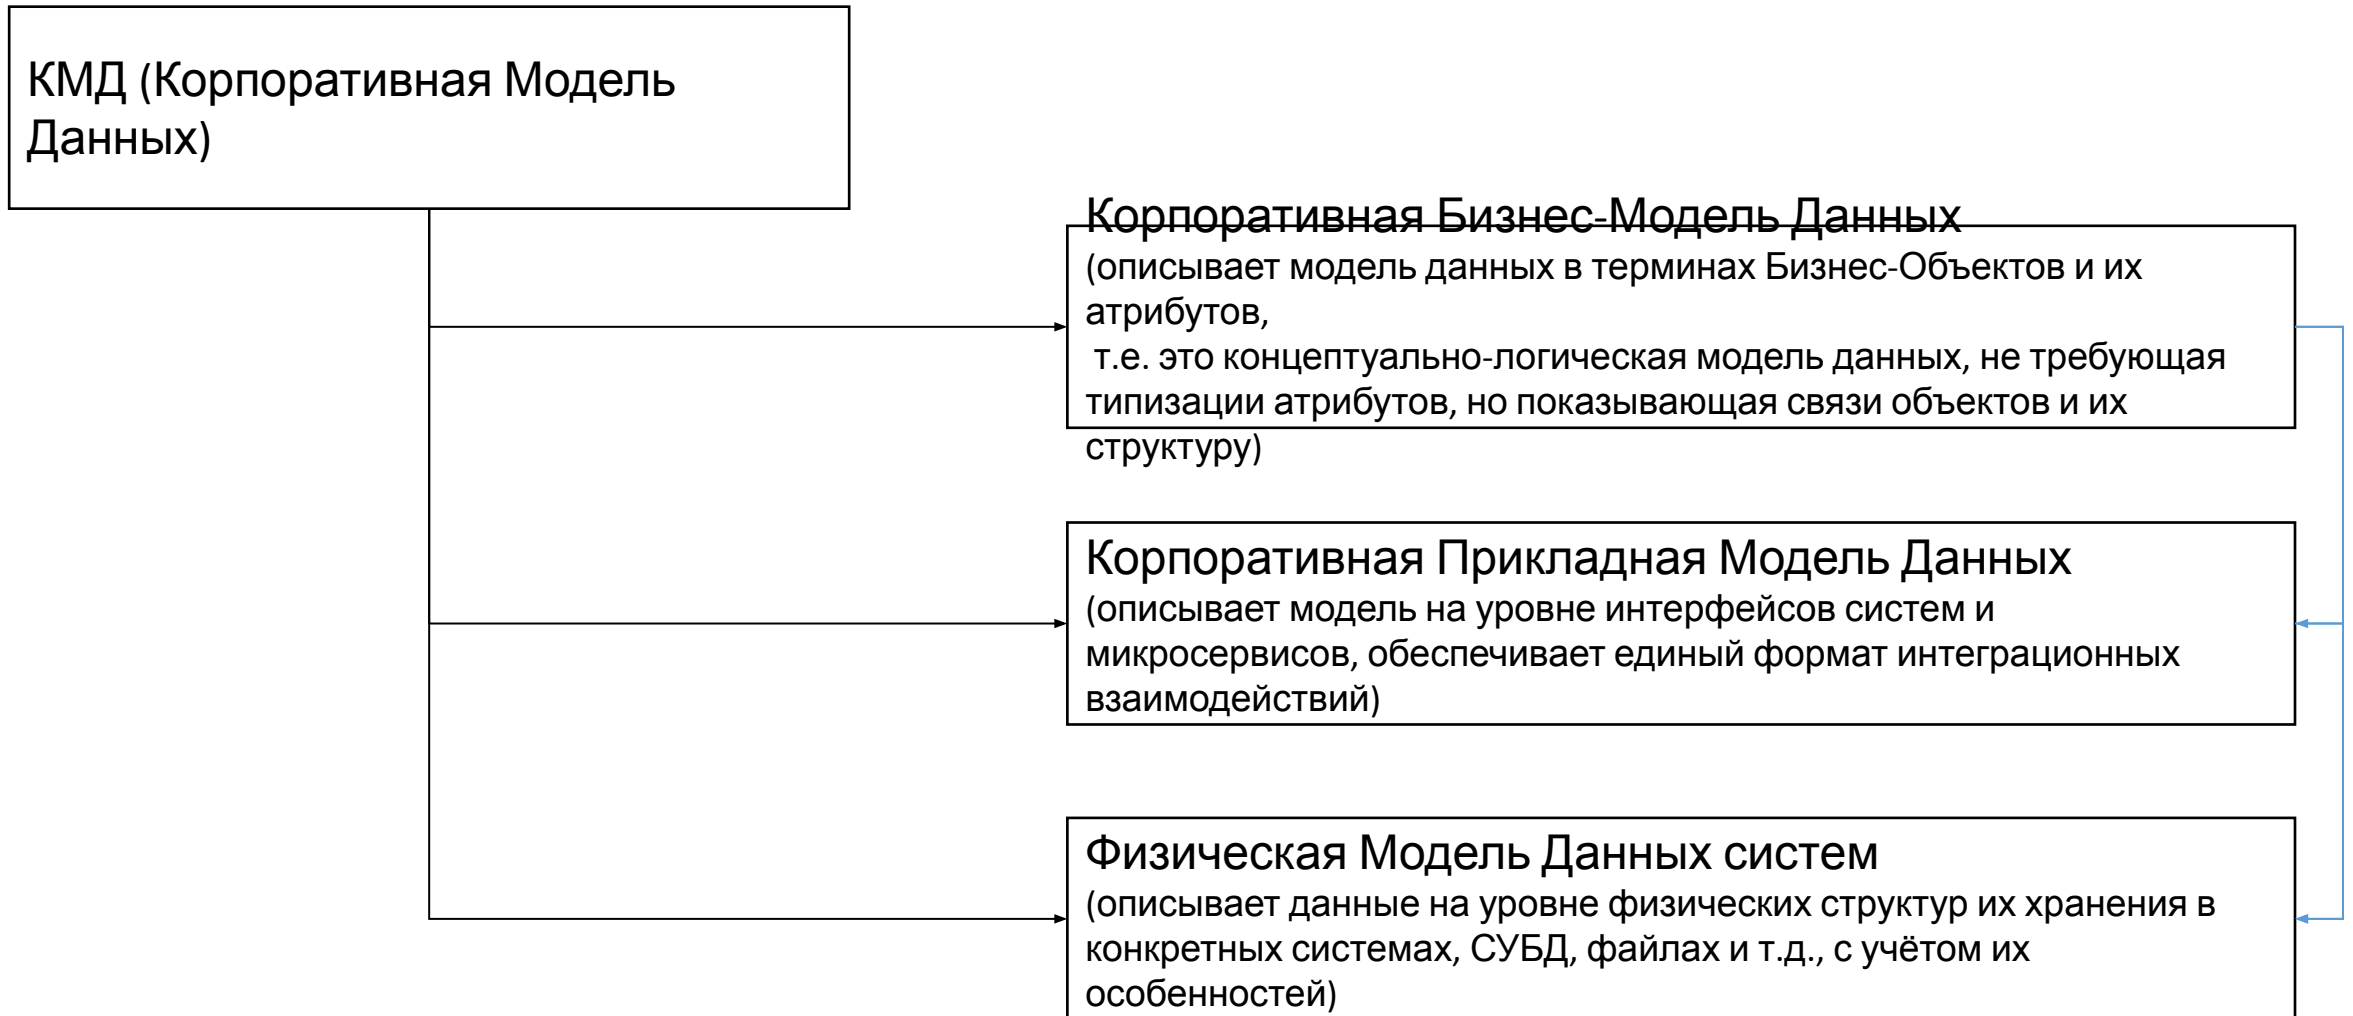 КМД (Корпоративная Модель
Данных)
Корпоративная Бизнес-Модель Данных
(описывает модель данных в терминах Бизнес-Объектов и их
атрибутов,
т.е. это концептуально-логическая модель данных, не требующая
типизации атрибутов, но показывающая связи объектов и их
структуру)
Корпоративная Прикладная Модель Данных
(описывает модель на уровне интерфейсов систем и
микросервисов, обеспечивает единый формат интеграционных
взаимодействий)
Физическая Модель Данных систем
(описывает данные на уровне физических структур их хранения в
конкретных системах, СУБД, файлах и т.д., с учётом их
особенностей)